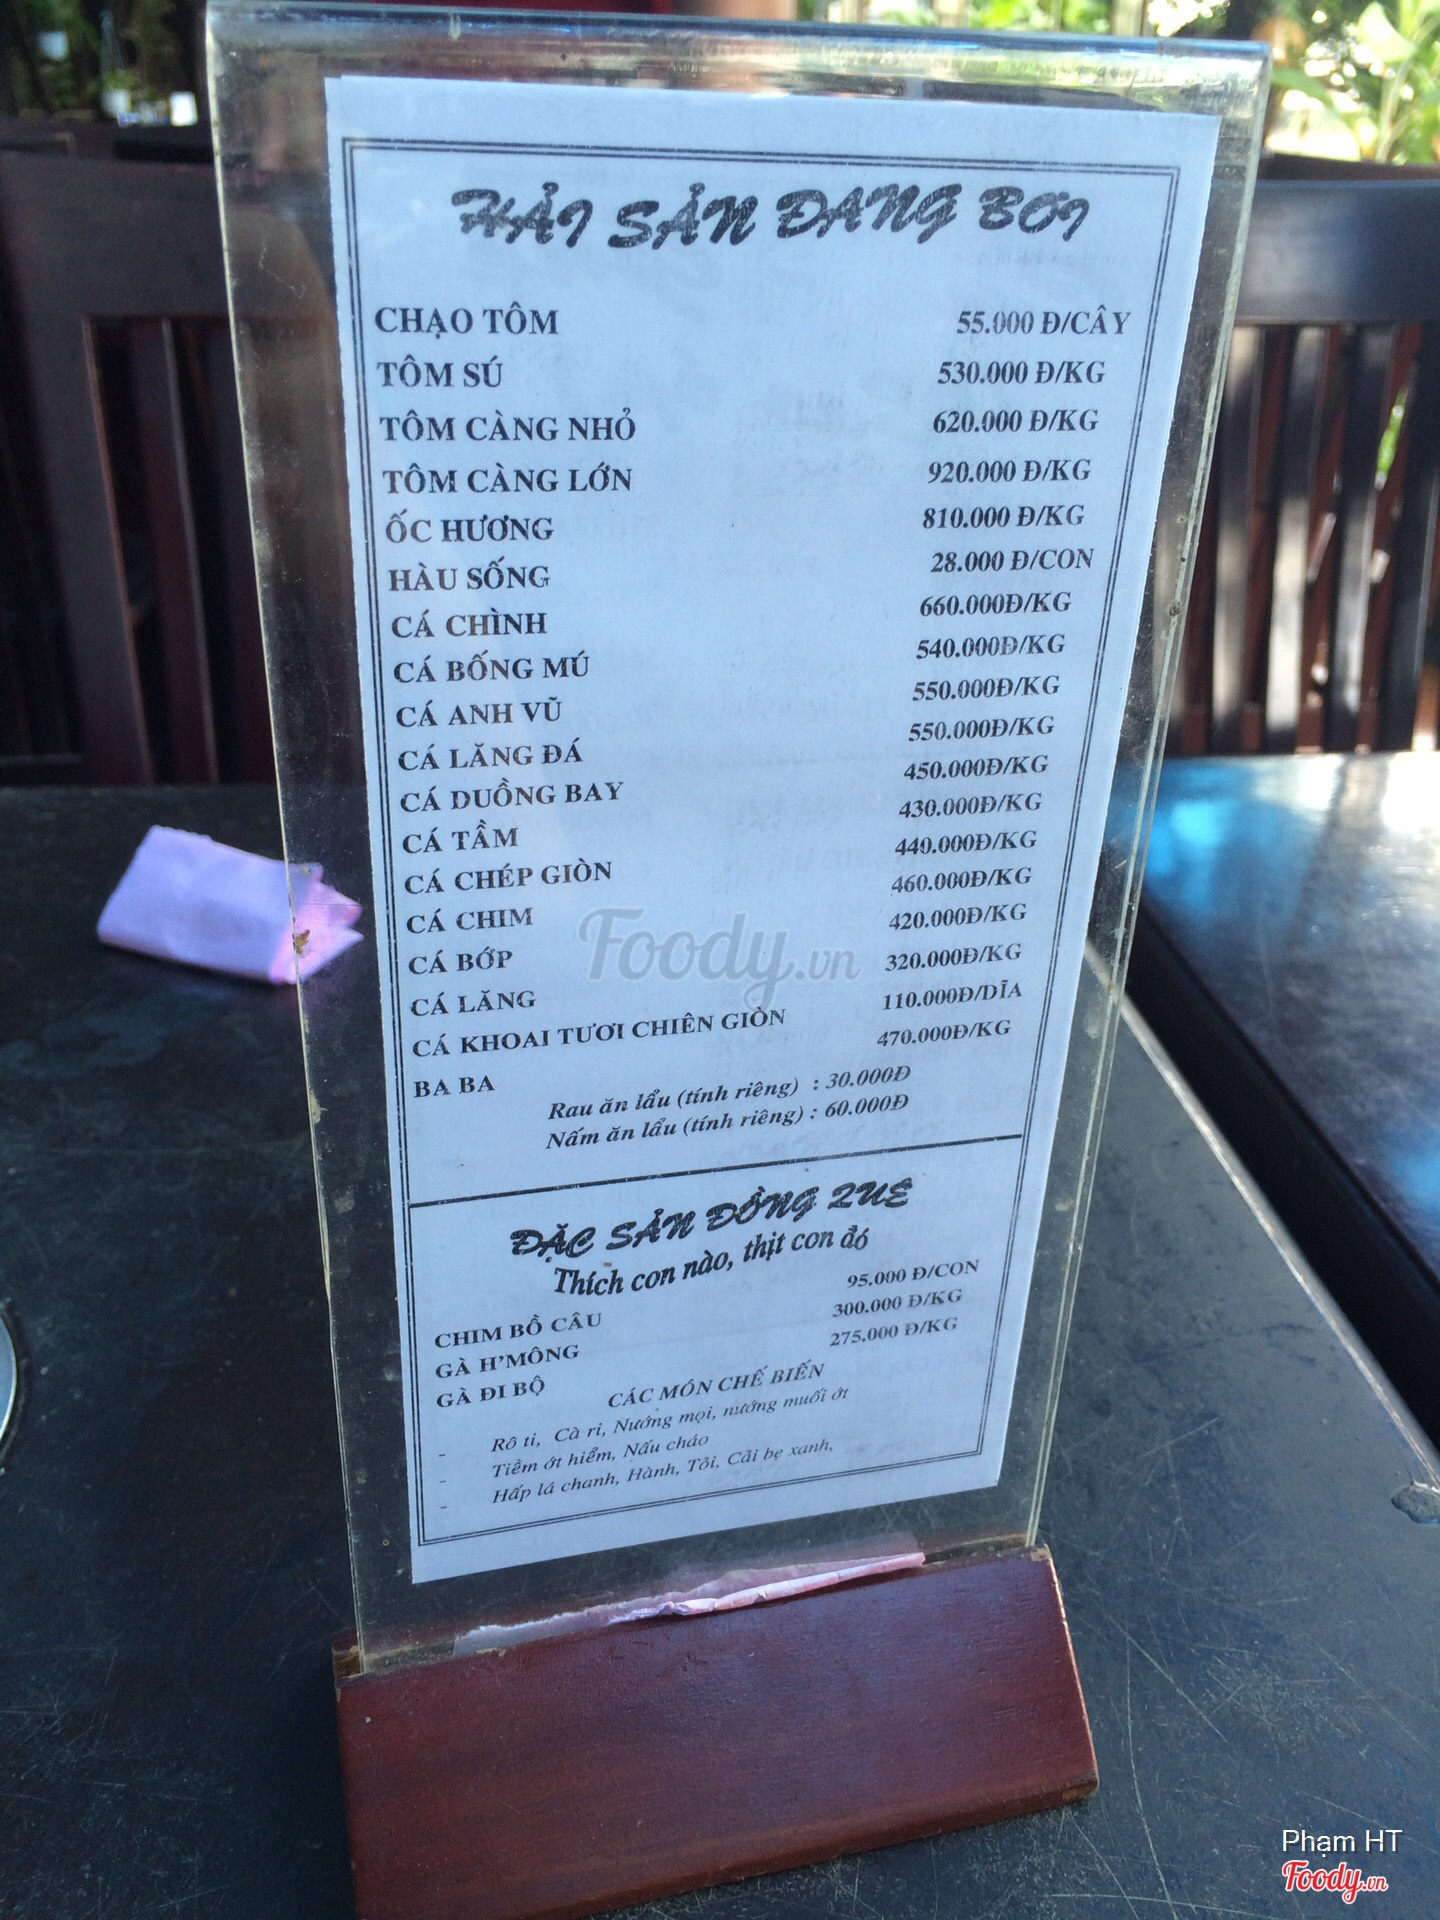 HẢI SẢN ĐANG BƠI
CHẠO TÔM 55.000 Đ/CÂY
TÔM SÚ 530.000 Đ/KG
TÔM CÀNG NHỎ 620.000 Đ/KG
TÔM CÀNG LỚN 920.000 Đ/KG
ỐC HƯƠNG 810.000 Đ/KG
HÀU SỐNG 28.000 Đ/CON
CÁ CHÌNH 660.000Đ/KG
CÁ BỐNG MÚ 540.000Đ/KG
CÁ ANH VŨ 550.000Đ/KG
CÁ LĂNG ĐÁ 550.000Đ/KG
CÁ DUỒNG BAY 450.000Đ/KG
CÁ TẦM 430.000Đ/KG
CÁ CHÉP GIÒN 440.000Đ/KG
CÁ CHIM 460.000Đ/KG
CÁ BỚP 420.000Đ/KG
CÁ LĂNG 320.000Đ/KG
CÁ KHOAI TƯƠI CHIÊN GIÒN 110.000Đ/DĨA
BA BA 470.000Đ/KG
Rau ăn lẩu (tính riêng) : 30.000Đ
Nấm ăn lẩu (tính riêng) : 60.000Đ
ĐẶC SẢN ĐỒNG QUÊ
Thích con nào, thịt con đó
CHIM BỒ CÂU 95.000 Đ/CON
GÀ H'MÔNG 300.000 Đ/KG
GÀ ĐI BỘ 275.000 Đ/KG
CÁC MÓN CHẾ BIẾN
- Rô ti, Cà ri, Nướng mọi, nướng muối ớt
- Tiềm ớt hiểm, Nấu cháo
- Hấp lá chanh, Hành, Tỏi, Cải bẹ xanh,
Foody.vn
Phạm HT
Foody.vn